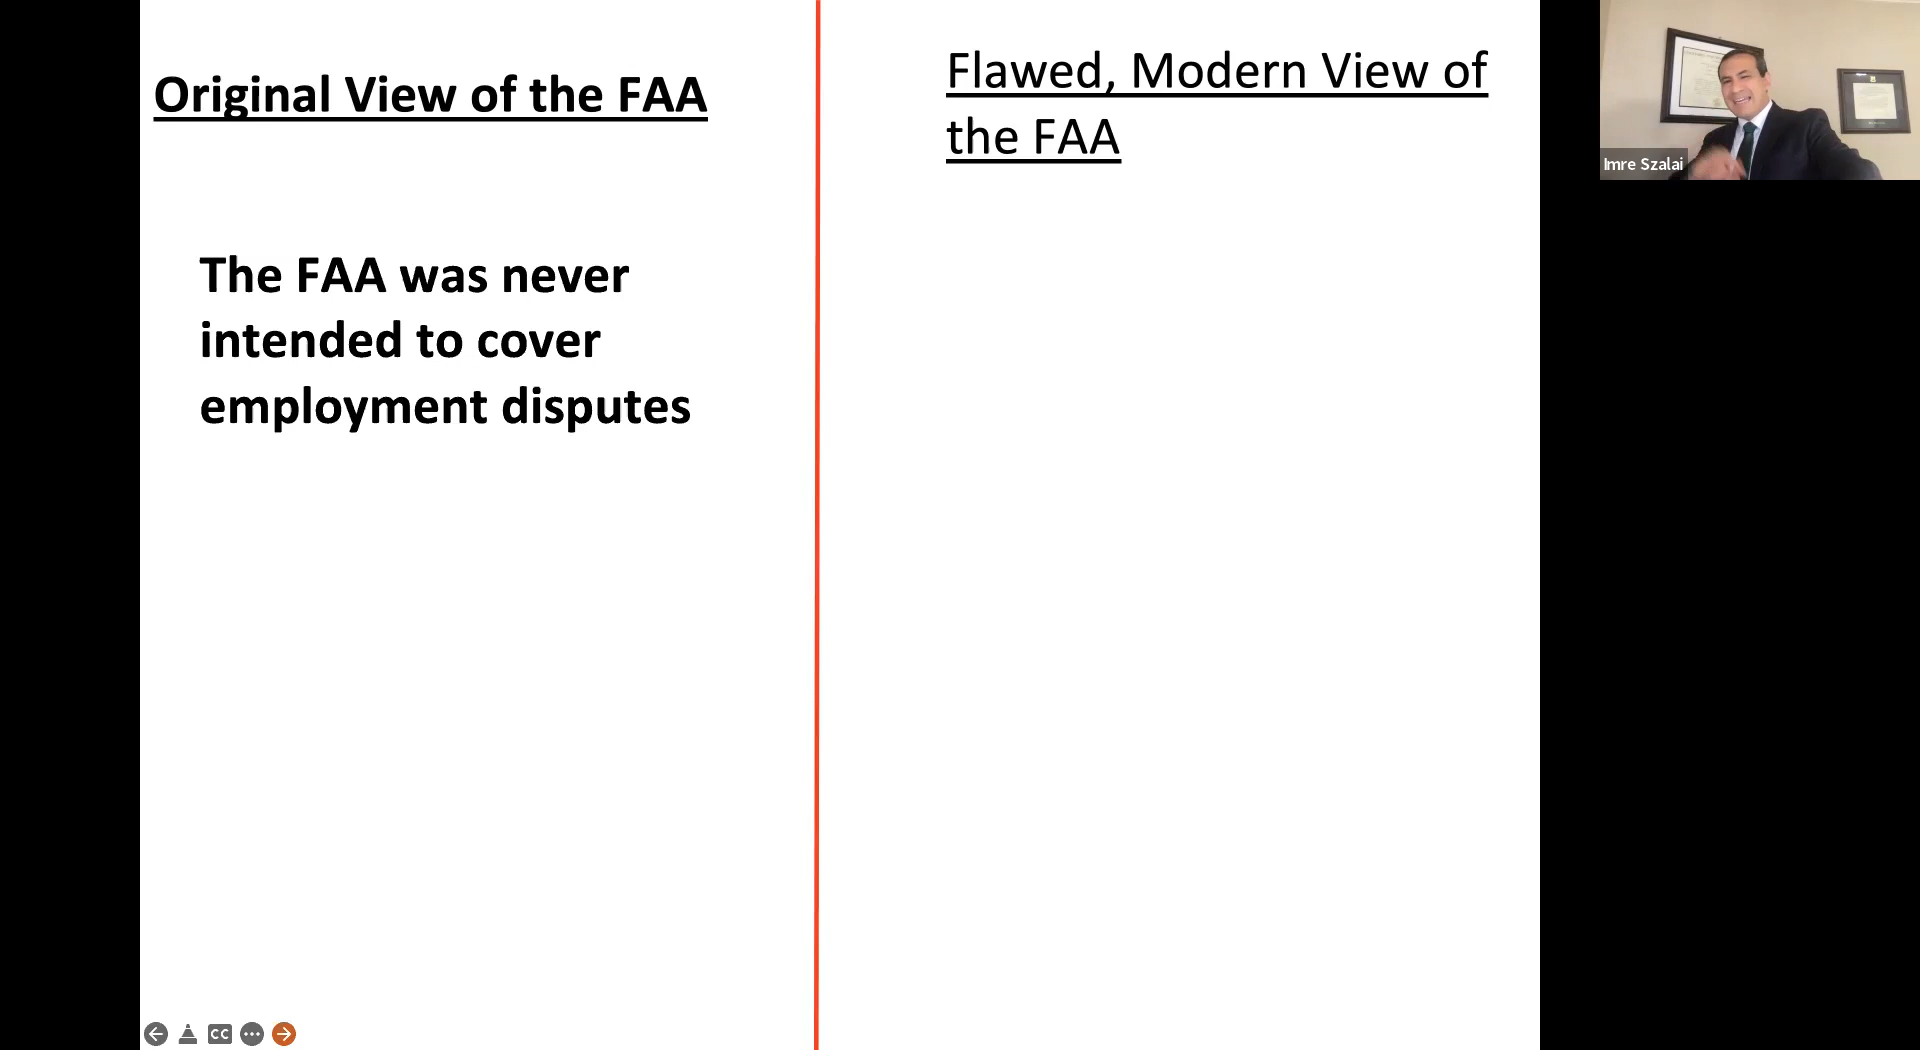 Original View of the FAA
The FAA was never
intended to cover
employment disputes
Flawed, Modern View of
the FAA
Imre Szalai
CC